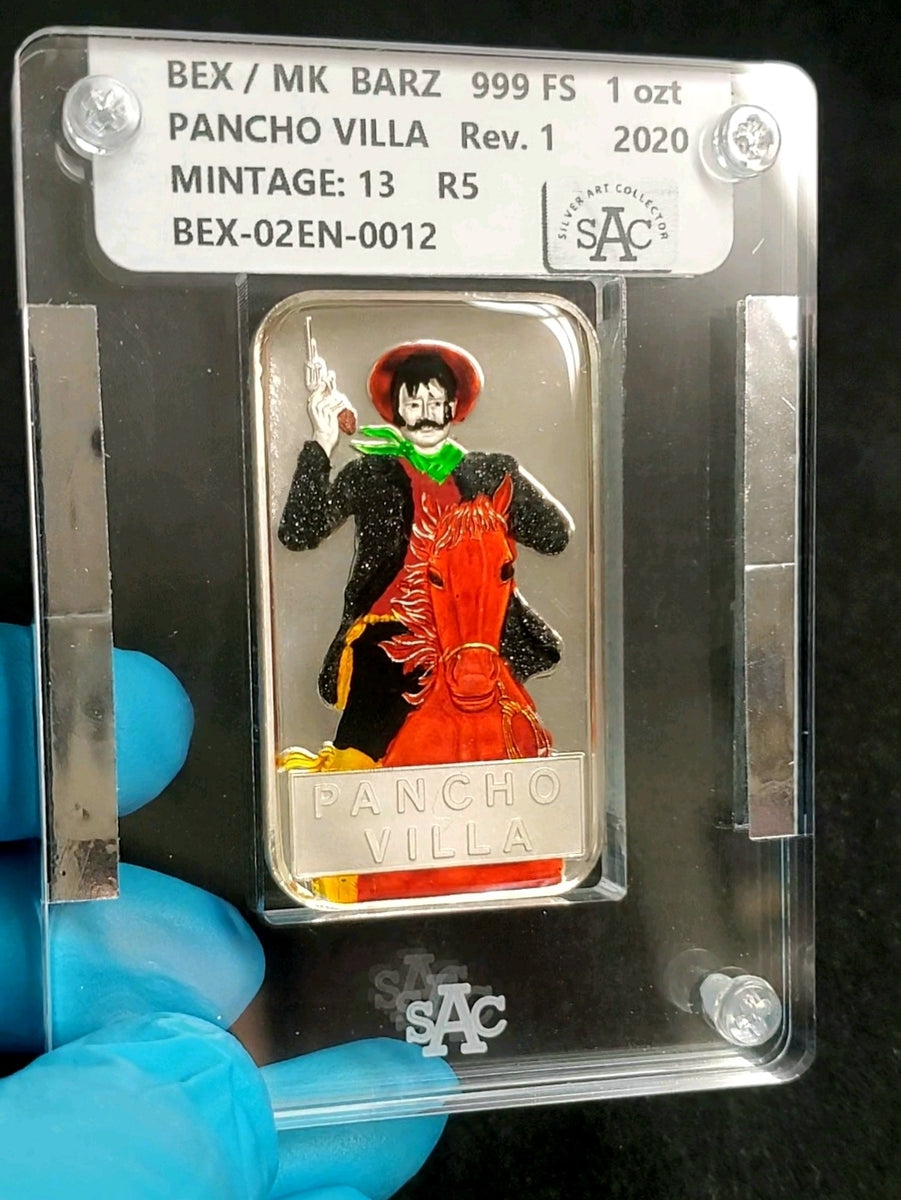 BEX / MK BARZ 999 FS 1 ozt
PANCHO VILLA Rev. 1 2020
MINTAGE: 13 R5
BEX-02EN-0012
SILVER ART COLLECTOR
SAC
PANCHO
VILLA
SAC